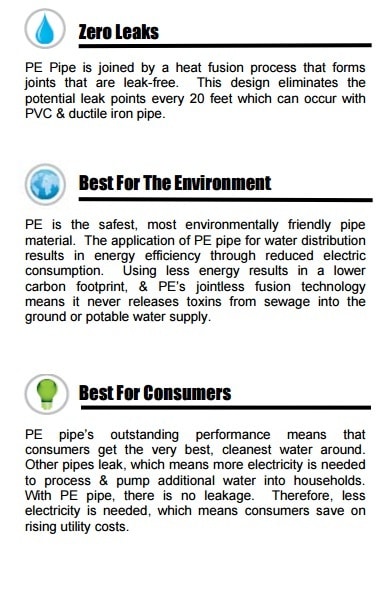 Zero Leaks
PE Pipe is joined by a heat fusion process that forms
joints that are leak-free. This design eliminates the
potential leak points every 20 feet which can occur with
PVC & ductile iron pipe.
Best For The Environment
PE is the safest, most environmentally friendly pipe
material. The application of PE pipe for water distribution
results in energy efficiency through reduced electric
consumption. Using less energy results in a lower
carbon footprint, & PE's jointless fusion technology
means it never releases toxins from sewage into the
ground or potable water supply.
Best For Consumers
PE pipe's outstanding performance means that
consumers get the very best, cleanest water around.
Other pipes leak, which means more electricity is needed
to process & pump additional water into households.
With PE pipe, there is no leakage. Therefore, less
electricity is needed, which means consumers save on
rising utility costs.